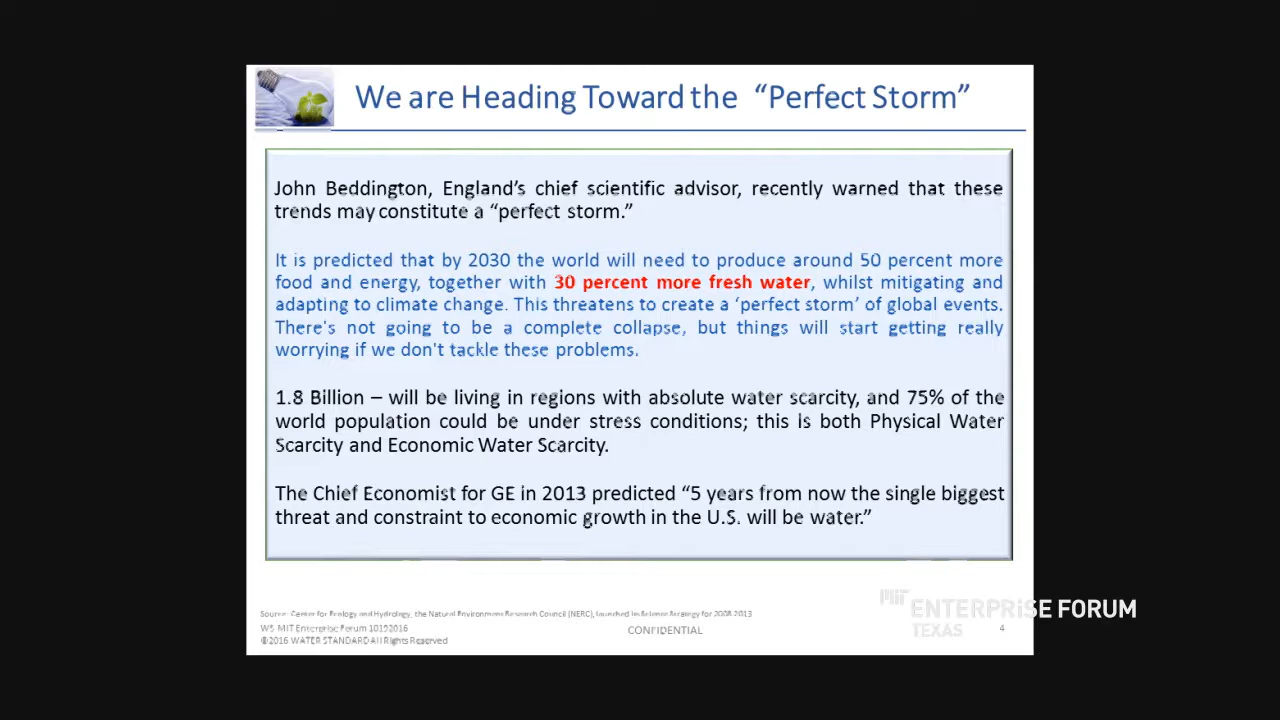 We are Heading Toward the “Perfect Storm”
John Beddington, England’s chief scientific advisor, recently warned that these
trends may constitute a “perfect storm.”
It is predicted that by 2030 the world will need to produce around 50 percent more
food and energy, together with 30 percent more fresh water, whilst mitigating and
adapting to climate change. This threatens to create a ‘perfect storm’ of global events.
There's not going to be a complete collapse, but things will start getting really
worrying if we don't tackle these problems.
1.8 Billion – will be living in regions with absolute water scarcity, and 75% of the
world population could be under stress conditions; this is both Physical Water
Scarcity and Economic Water Scarcity.
The Chief Economist for GE in 2013 predicted “5 years from now the single biggest
threat and constraint to economic growth in the U.S. will be water.”
Source: Center for Ecology and Hydrology, the Natural Environment Research Council (NERC), launched its Science Strategy for 2008-2013
WS MIT Enterprise Forum 10192016
©2016 WATER STANDARD All Rights Reserved
CONFIDENTIAL
4
MIT
ENTERPRISE FORUM
TEXAS